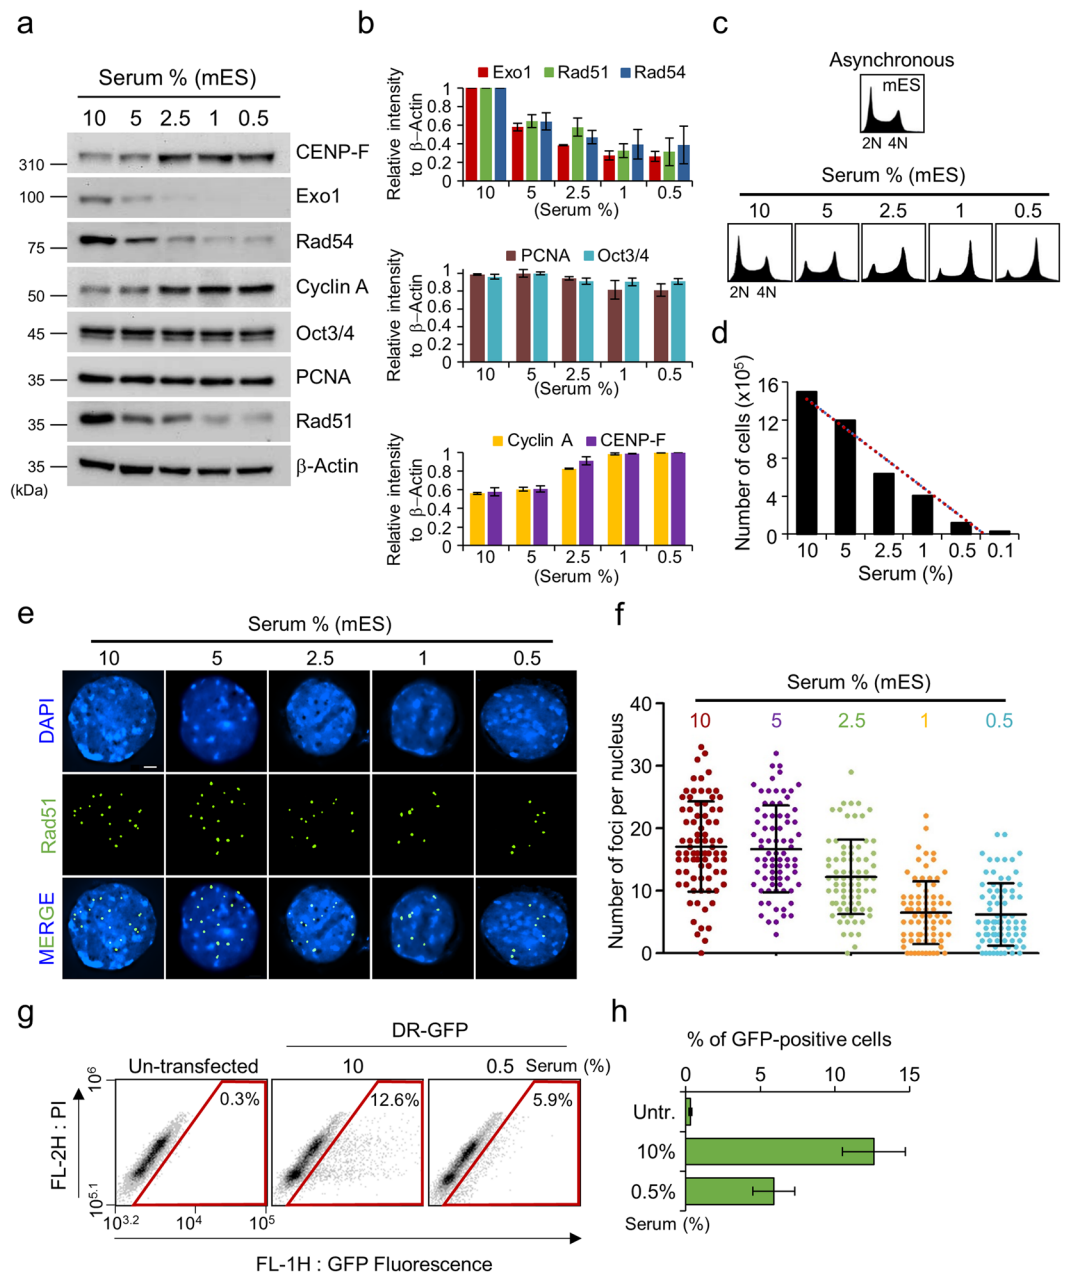 a
Serum % (mES)
10 5 2.5 1 0.5
310 CENP-F
100 Exo1
75 Rad54
50 Cyclin A
45 Oct3/4
35 PCNA
35 Rad51
35 β-Actin
(kDa)
b
Exo1 Rad51 Rad54
Relative intensity
to β–Actin
1
0.8
0.6
0.4
0.2
0
10 5 2.5 1 0.5
(Serum %)
PCNA Oct3/4
Relative intensity
to β–Actin
1
0.8
0.6
0.4
0.2
0
10 5 2.5 1 0.5
(Serum %)
Cyclin A CENP-F
Relative intensity
to β–Actin
1
0.8
0.6
0.4
0.2
0
10 5 2.5 1 0.5
(Serum %)
c
Asynchronous
mES
2N 4N
Serum % (mES)
10 5 2.5 1 0.5
2N 4N
d
Number of cells (x10⁵)
16
12
8
4
0
10 5 2.5 1 0.5 0.1
Serum (%)
e
Serum % (mES)
10 5 2.5 1 0.5
DAPI
Rad51
MERGE
f
Serum % (mES)
10 5 2.5 1 0.5
Number of foci per nucleus
40
30
20
10
0
g
DR-GFP
Un-transfected 10 0.5 Serum (%)
0.3% 12.6% 5.9%
FL-2H : PI
10⁶
10⁵·¹
10³·² 10⁴ 10⁵
FL-1H : GFP Fluorescence
h
% of GFP-positive cells
0 5 10 15
Untr.
10%
0.5%
Serum (%)